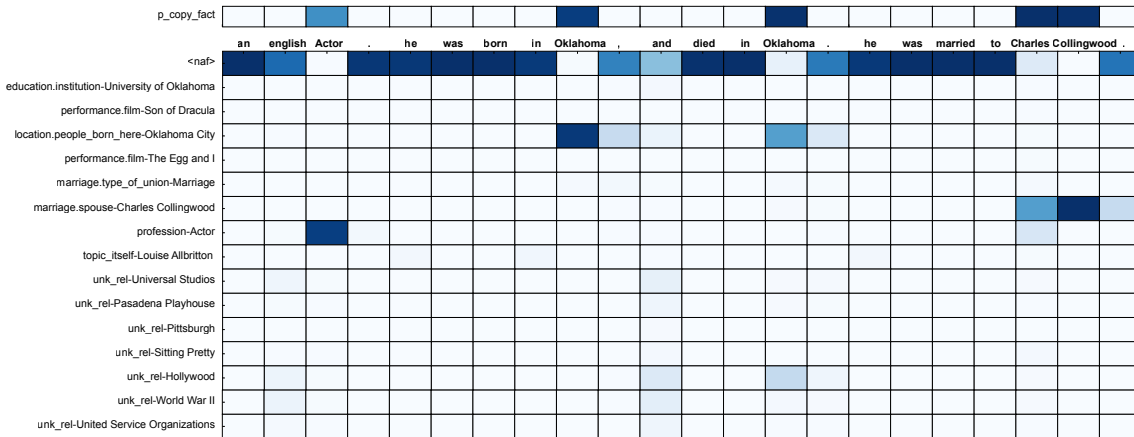 p_copy_fact
an english Actor . he was born in Oklahoma , and died in Oklahoma . he was married to Charles Collingwood .
<naf>
education.institution-University of Oklahoma
performance.film-Son of Dracula
location.people_born_here-Oklahoma City
performance.film-The Egg and I
marriage.type_of_union-Marriage
marriage.spouse-Charles Collingwood
profession-Actor
topic_itself-Louise Allbritton
unk_rel-Universal Studios
unk_rel-Pasadena Playhouse
unk_rel-Pittsburgh
unk_rel-Sitting Pretty
unk_rel-Hollywood
unk_rel-World War II
unk_rel-United Service Organizations